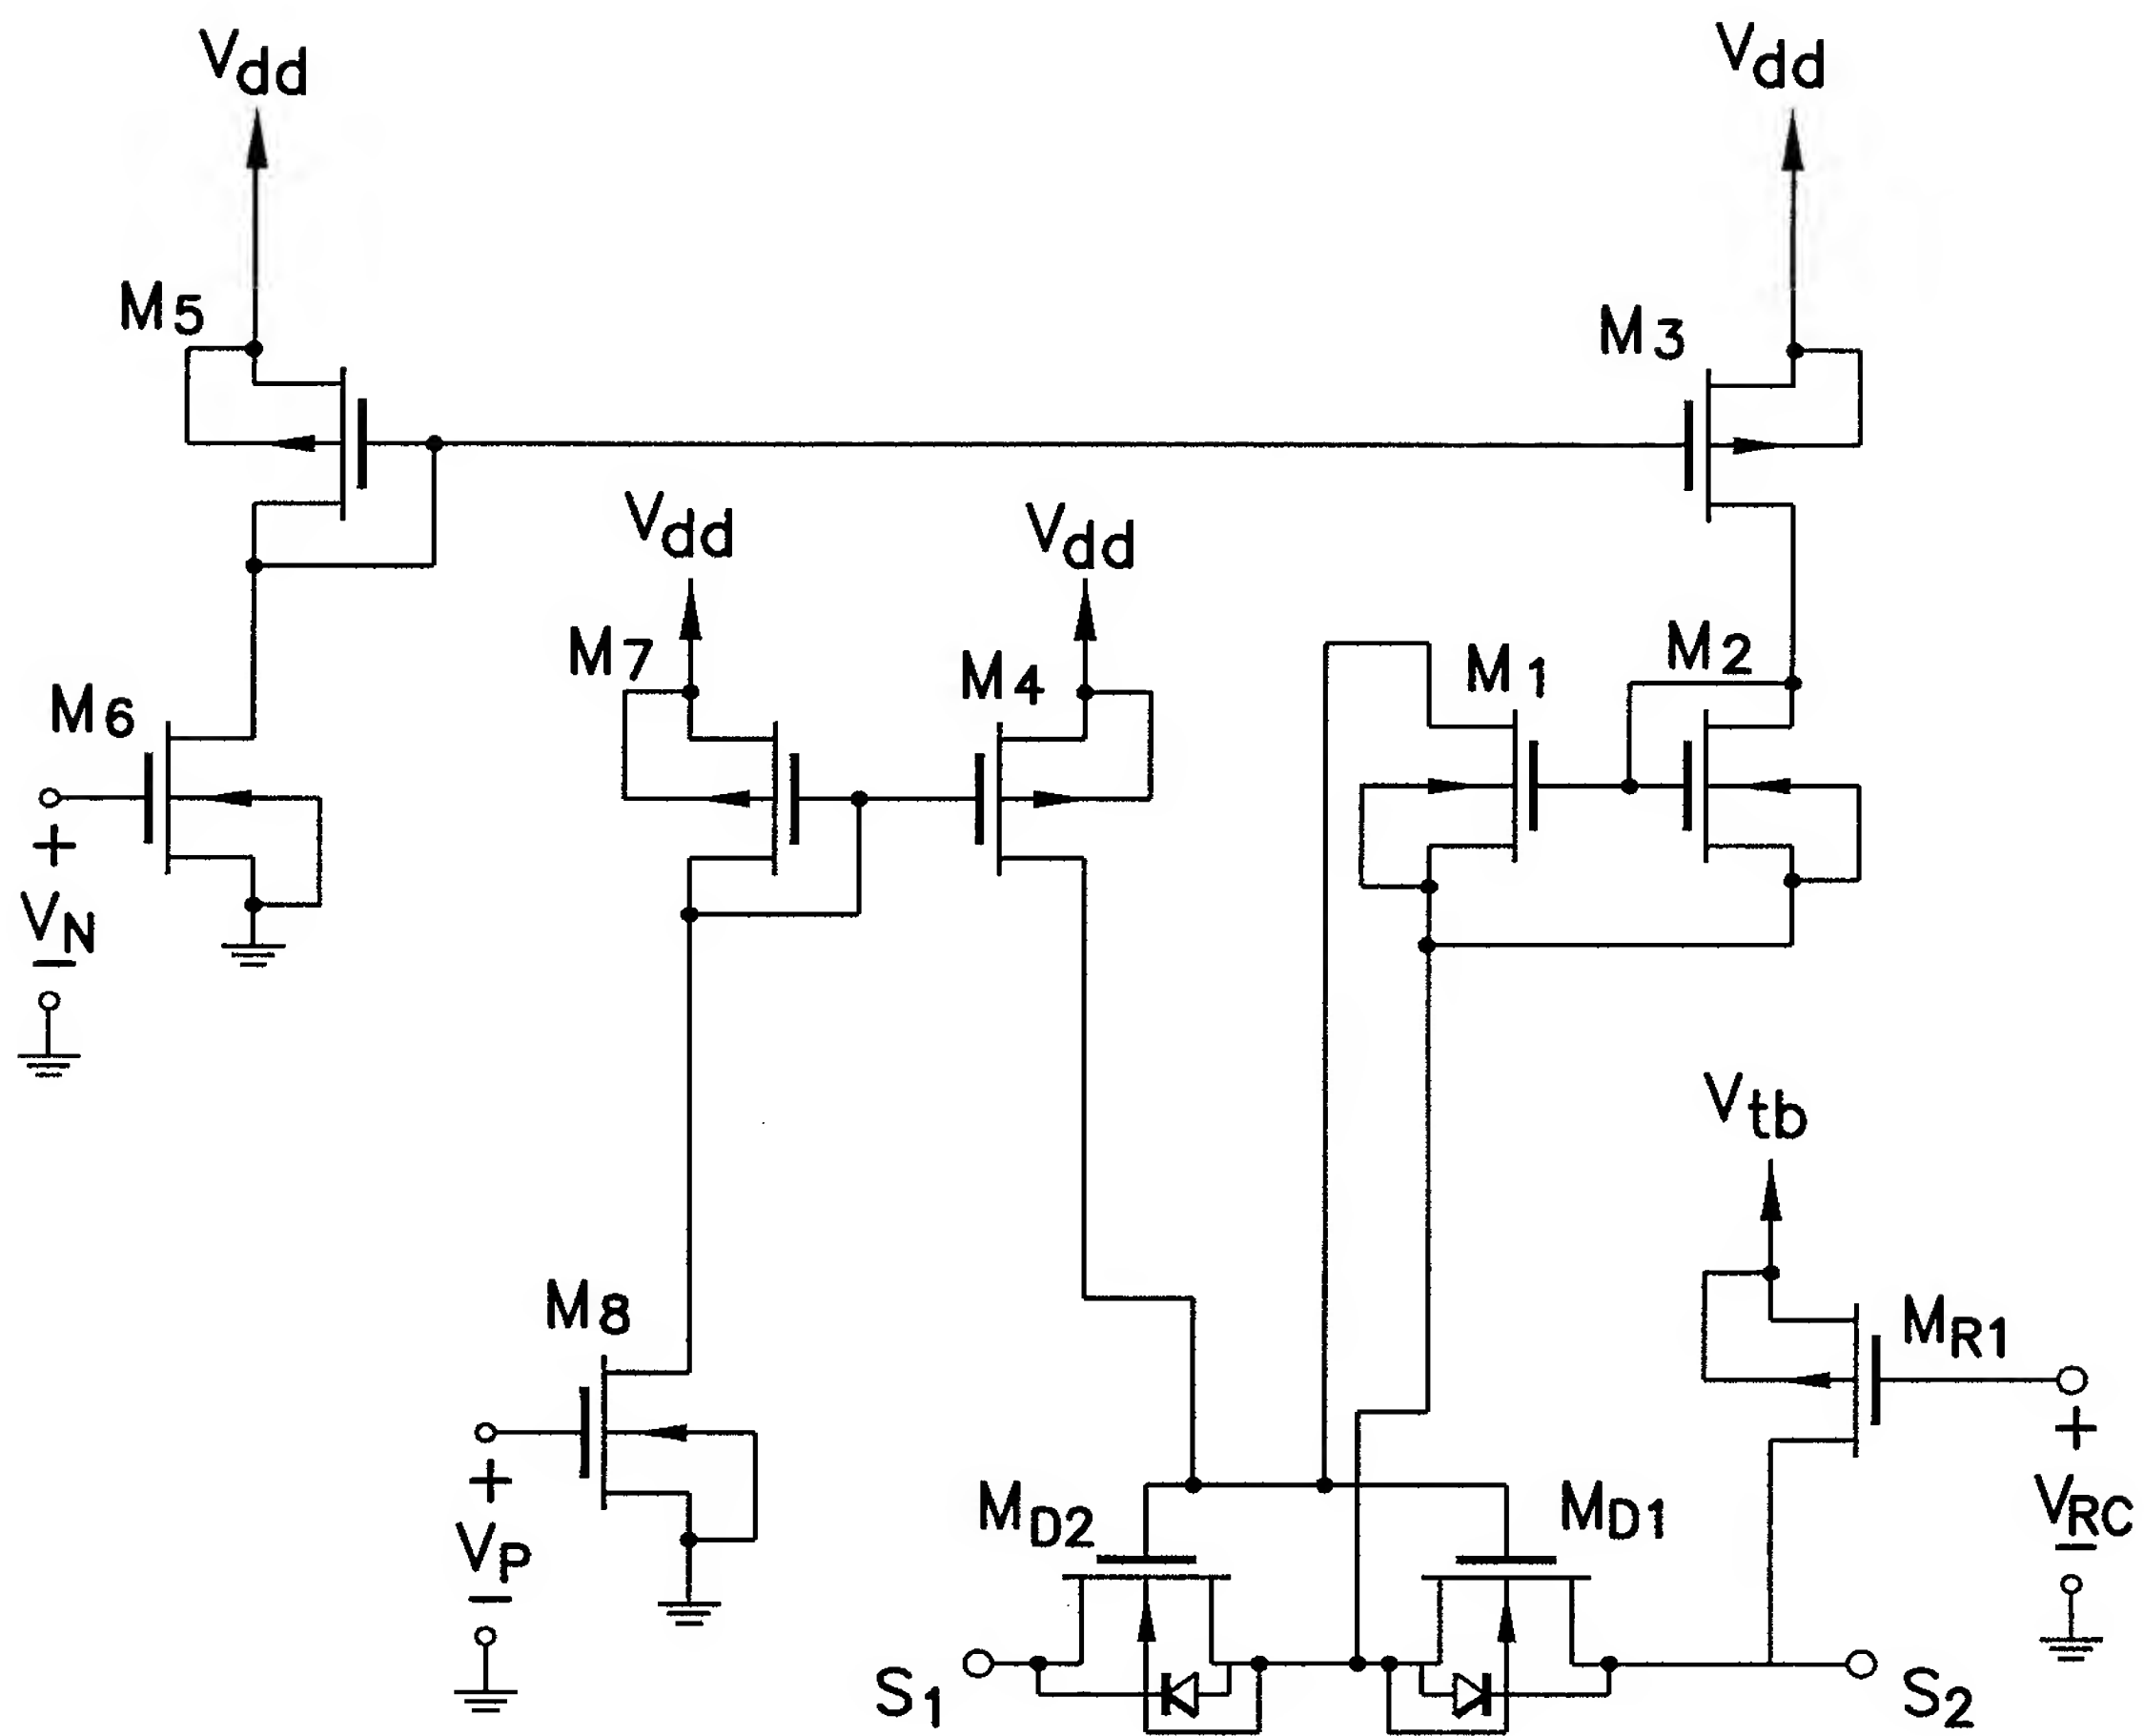 Vdd
Vdd
M5
M3
Vdd
Vdd
M7
M4
M1
M2
M6
+
VN
−
Vtb
M8
MR1
+
VRC
−
+
VP
−
MD2
MD1
S1
S2